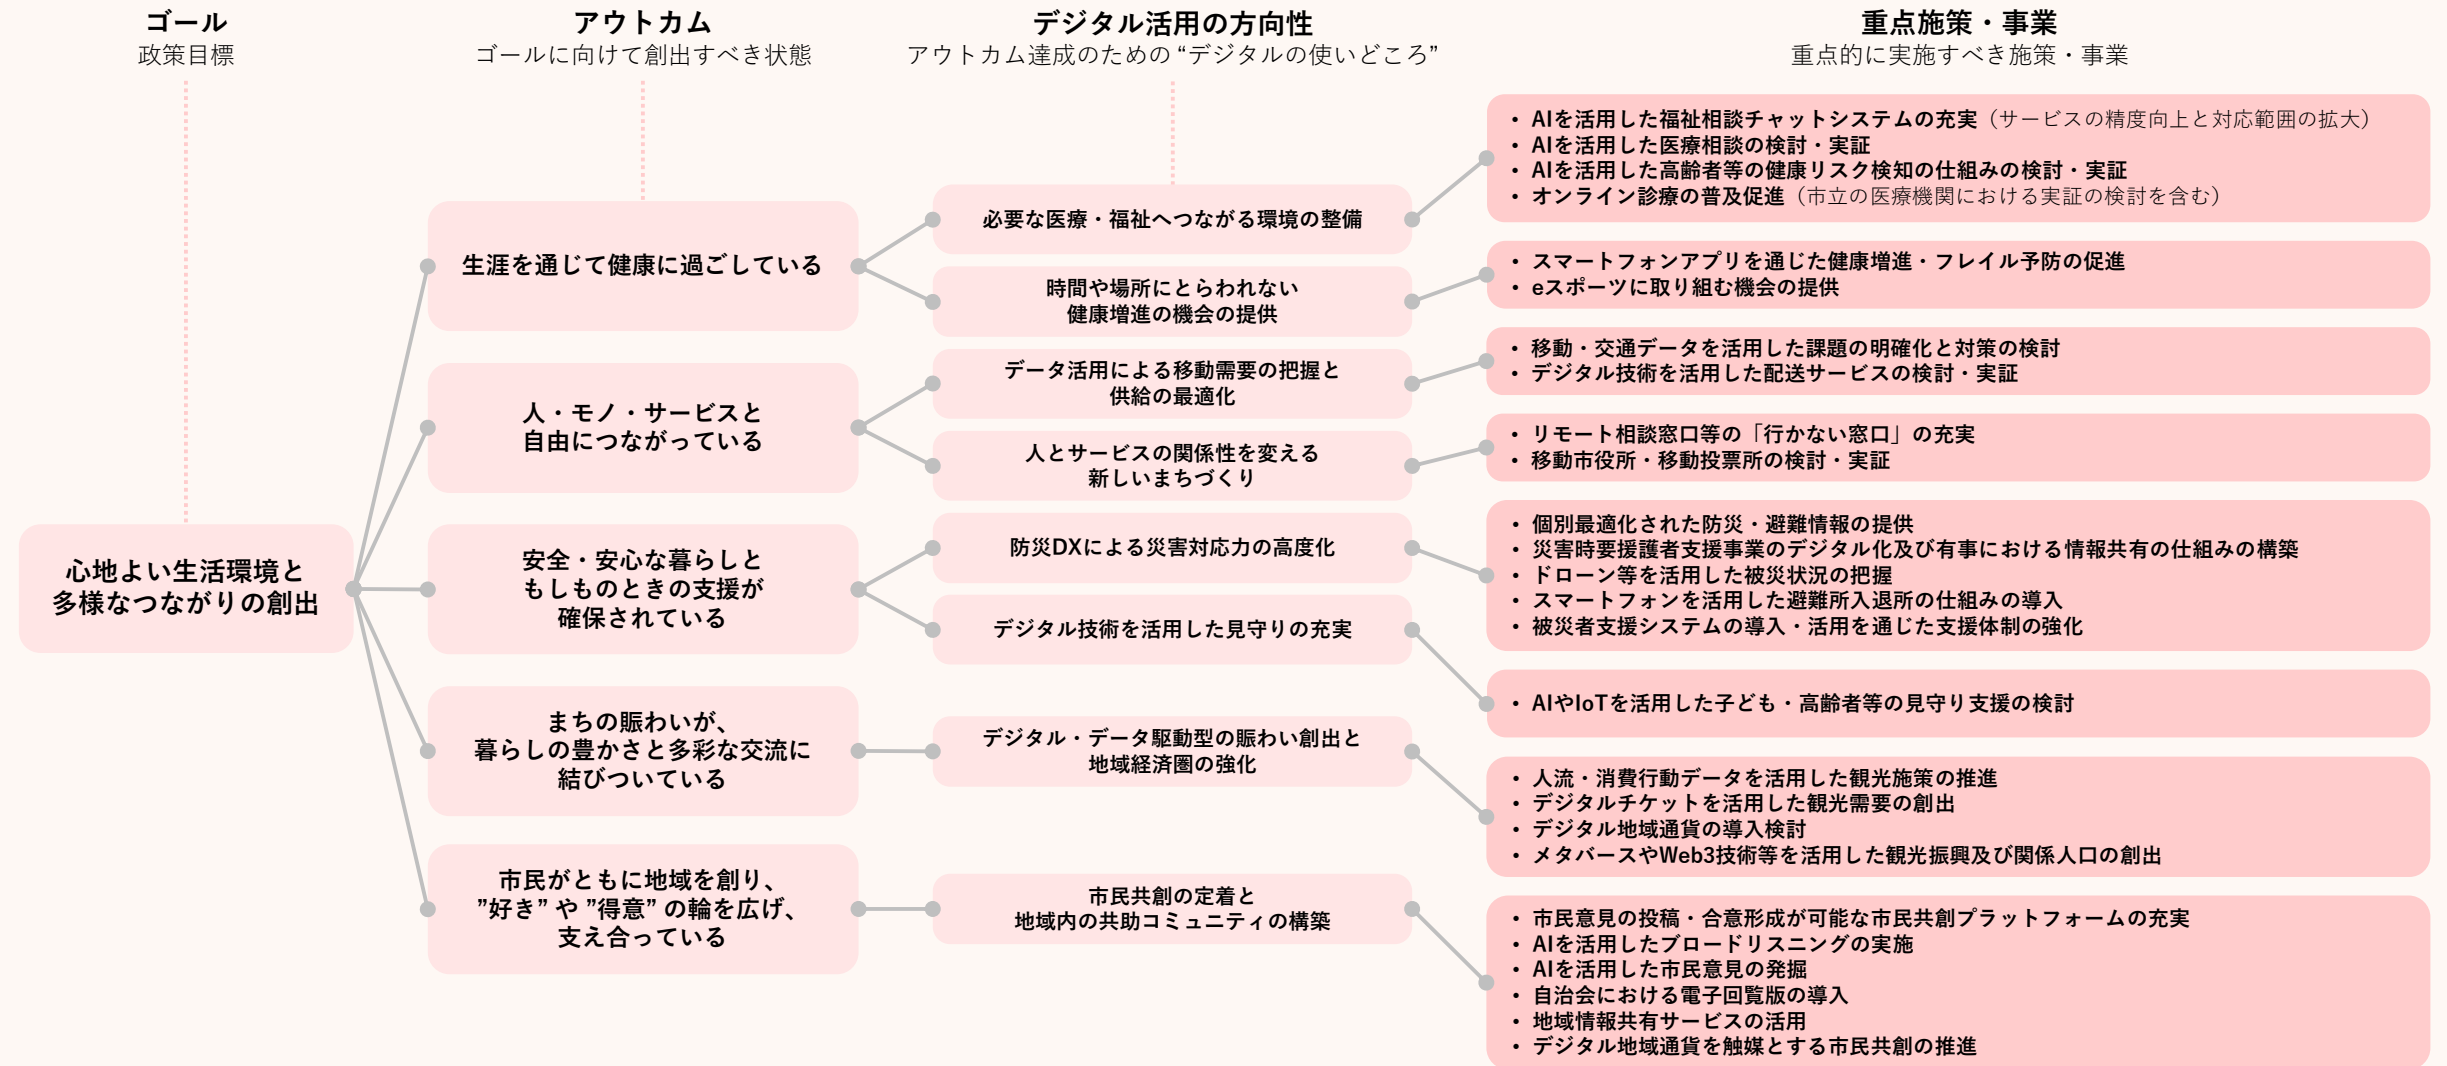 ゴール
政策目標
アウトカム
ゴールに向けて創出すべき状態
デジタル活用の方向性
アウトカム達成のための “デジタルの使いどころ”
重点施策・事業
重点的に実施すべき施策・事業
心地よい生活環境と
多様なつながりの創出
生涯を通じて健康に過ごしている
必要な医療・福祉へつながる環境の整備
• AIを活用した福祉相談チャットシステムの充実（サービスの精度向上と対応範囲の拡大）
• AIを活用した医療相談の検討・実証
• AIを活用した高齢者等の健康リスク検知の仕組みの検討・実証
• オンライン診療の普及促進（市立の医療機関における実証の検討を含む）
時間や場所にとらわれない
健康増進の機会の提供
• スマートフォンアプリを通じた健康増進・フレイル予防の促進
• eスポーツに取り組む機会の提供
人・モノ・サービスと
自由につながっている
データ活用による移動需要の把握と
供給の最適化
• 移動・交通データを活用した課題の明確化と対策の検討
• デジタル技術を活用した配送サービスの検討・実証
人とサービスの関係性を変える
新しいまちづくり
• リモート相談窓口等の「行かない窓口」の充実
• 移動市役所・移動投票所の検討・実証
安全・安心な暮らしと
もしものときの支援が
確保されている
防災DXによる災害対応力の高度化
• 個別最適化された防災・避難情報の提供
• 災害時要援護者支援事業のデジタル化及び有事における情報共有の仕組みの構築
• ドローン等を活用した被災状況の把握
• スマートフォンを活用した避難所入退所の仕組みの導入
• 被災者支援システムの導入・活用を通じた支援体制の強化
デジタル技術を活用した見守りの充実
• AIやIoTを活用した子ども・高齢者等の見守り支援の検討
まちの賑わいが、
暮らしの豊かさと多彩な交流に
結びついている
デジタル・データ駆動型の賑わい創出と
地域経済圏の強化
• 人流・消費行動データを活用した観光施策の推進
• デジタルチケットを活用した観光需要の創出
• デジタル地域通貨の導入検討
• メタバースやWeb3技術等を活用した観光振興及び関係人口の創出
市民がともに地域を創り、
”好き” や ”得意” の輪を広げ、
支え合っている
市民共創の定着と
地域内の共助コミュニティの構築
• 市民意見の投稿・合意形成が可能な市民共創プラットフォームの充実
• AIを活用したブロードリスニングの実施
• AIを活用した市民意見の発掘
• 自治会における電子回覧版の導入
• 地域情報共有サービスの活用
• デジタル地域通貨を触媒とする市民共創の推進